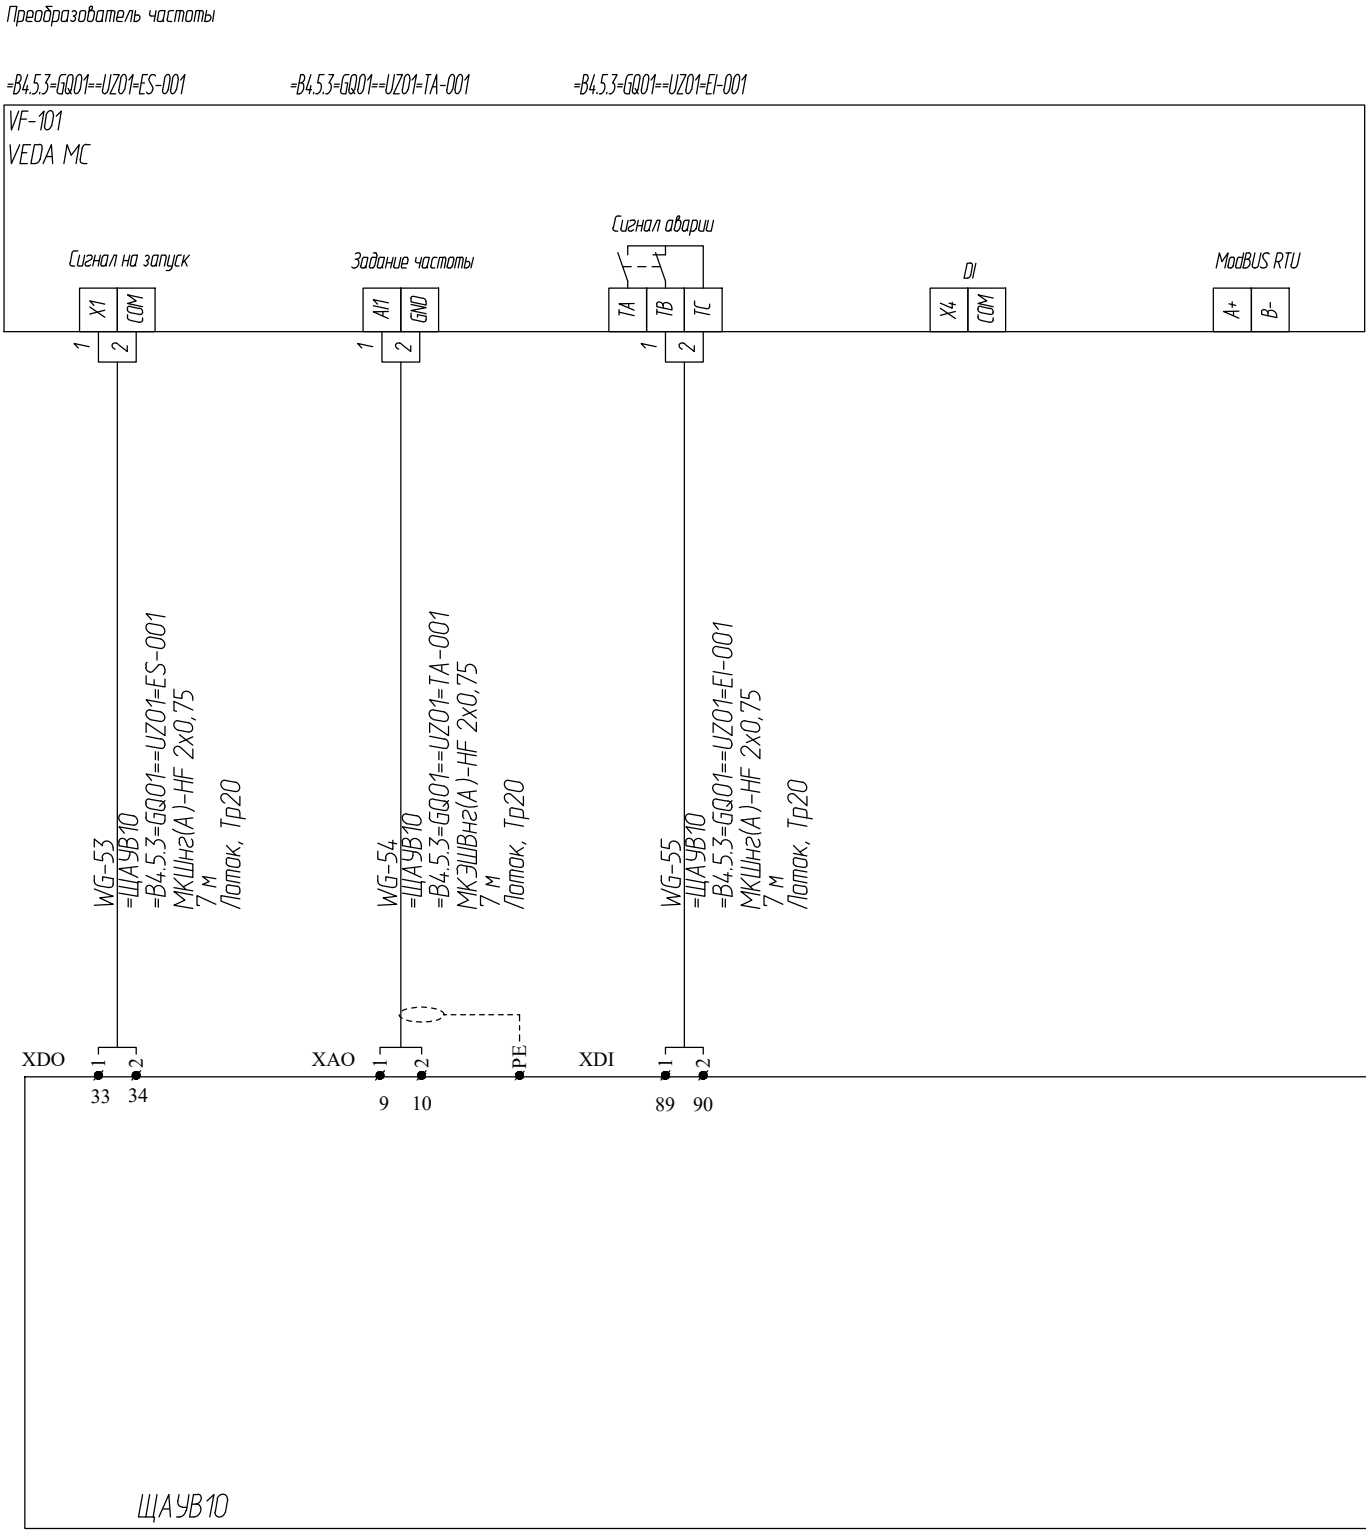 Преобразователь частоты
=B4.5.3=GQ01==UZ01=ES-001
=B4.5.3=GQ01==UZ01=TA-001
=B4.5.3=GQ01==UZ01=EI-001
VF-101
VEDA MC
Сигнал на запуск
Задание частоты
Сигнал аварии
DI
ModBUS RTU
X1 COM
AI1 GND
TA TB TC
X4 COM
A+ B-
1 2
1 2
1 2
WG-53
=ЩАУВ10
=B4.5.3=GQ01==UZ01=ES-001
МКШнг(А)-HF 2x0,75
7 м
Лоток, Тр20
WG-54
=ЩАУВ10
=B4.5.3=GQ01==UZ01=TA-001
МКЭШВнг(А)-HF 2x0,75
7 м
Лоток, Тр20
WG-55
=ЩАУВ10
=B4.5.3=GQ01==UZ01=EI-001
МКШнг(А)-HF 2x0,75
7 м
Лоток, Тр20
XDO 1 2
XAO 1 2 PE
XDI 1 2
33 34
9 10
89 90
ЩАУВ10